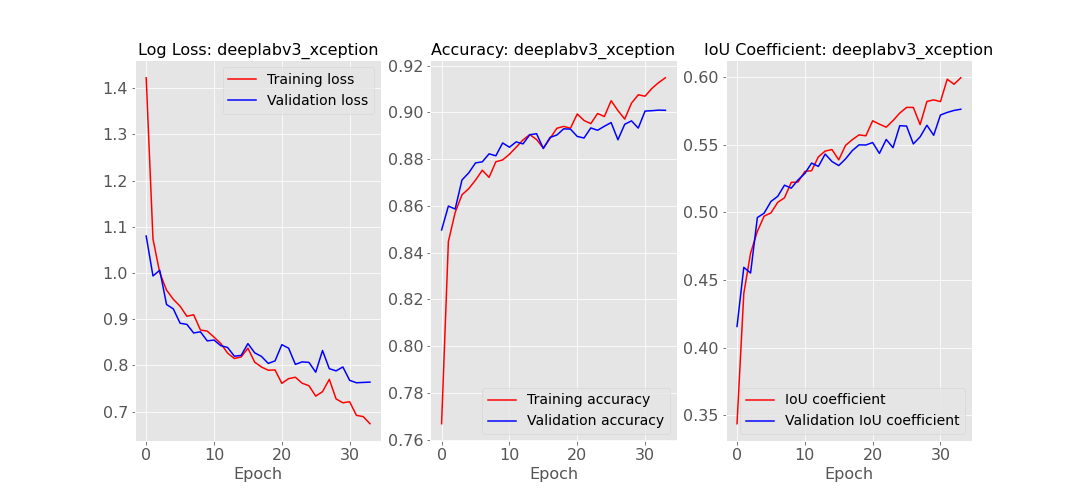 Log Loss: deeplabv3_xception
1.4
1.3
1.2
1.1
1.0
0.9
0.8
0.7
Training loss
Validation loss
0 10 20 30
Epoch
Accuracy: deeplabv3_xception
0.92
0.90
0.88
0.86
0.84
0.82
0.80
0.78
0.76
Training accuracy
Validation accuracy
0 10 20 30
Epoch
IoU Coefficient: deeplabv3_xception
0.60
0.55
0.50
0.45
0.40
0.35
IoU coefficient
Validation IoU coefficient
0 10 20 30
Epoch